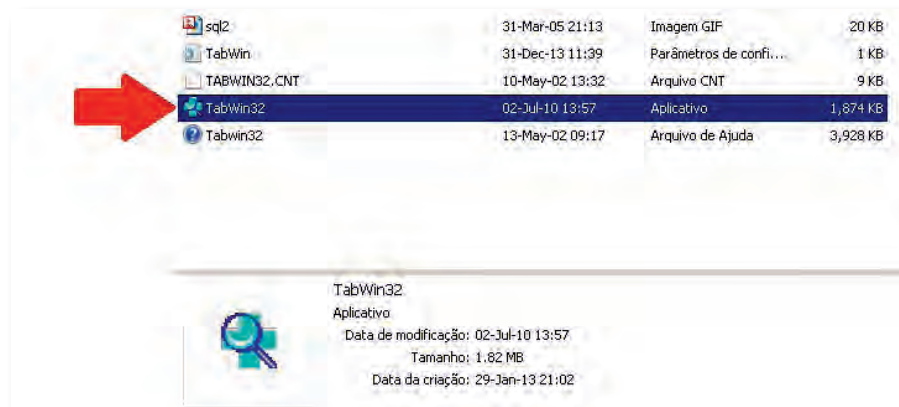 sql2 31-Mar-05 21:13 Imagem GIF 20 KB
TabWin 31-Dec-13 11:39 Parâmetros de confi... 1 KB
TABWIN32.CNT 10-May-02 13:32 Arquivo CNT 9 KB
TabWin32 02-Jul-10 13:57 Aplicativo 1,874 KB
Tabwin32 13-May-02 09:17 Arquivo de Ajuda 3,928 KB
TabWin32
Aplicativo
Data de modificação: 02-Jul-10 13:57
Tamanho: 1.82 MB
Data da criação: 29-Jan-13 21:02